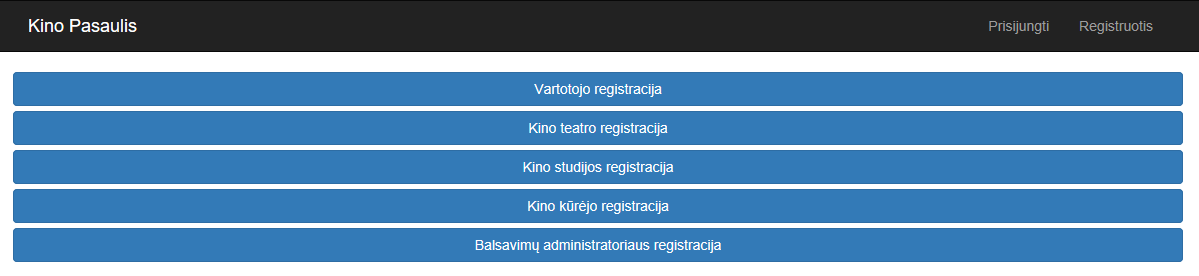 Kino Pasaulis Prisijungti Registruotis
Vartotojo registracija
Kino teatro registracija
Kino studijos registracija
Kino kūrėjo registracija
Balsavimų administratoriaus registracija